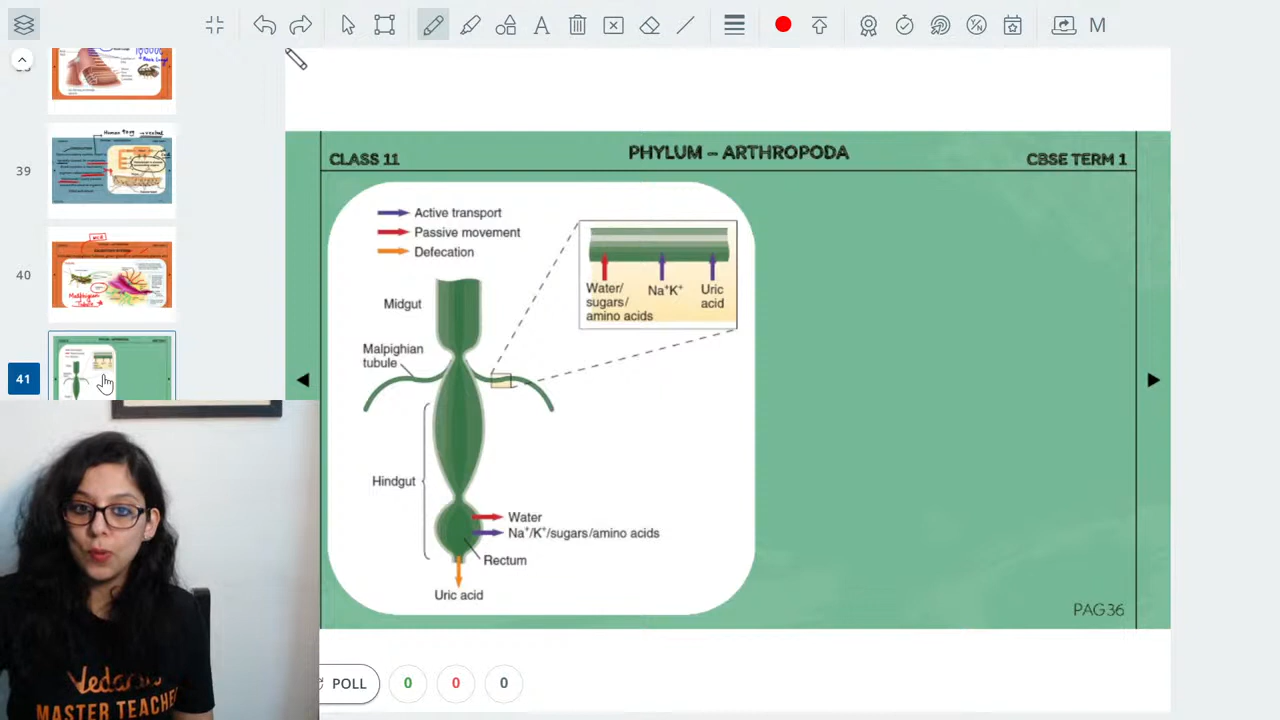 M
39
40
41
CLASS 11
PHYLUM – ARTHROPODA
CBSE TERM 1
Active transport
Passive movement
Defecation
Midgut
Malpighian
tubule
Water/
sugars/
amino acids
Na⁺K⁺
Uric
acid
Hindgut
Water
Na⁺/K⁺/sugars/amino acids
Rectum
Uric acid
PAG36
POLL
0
0
0
MASTER TEACHE